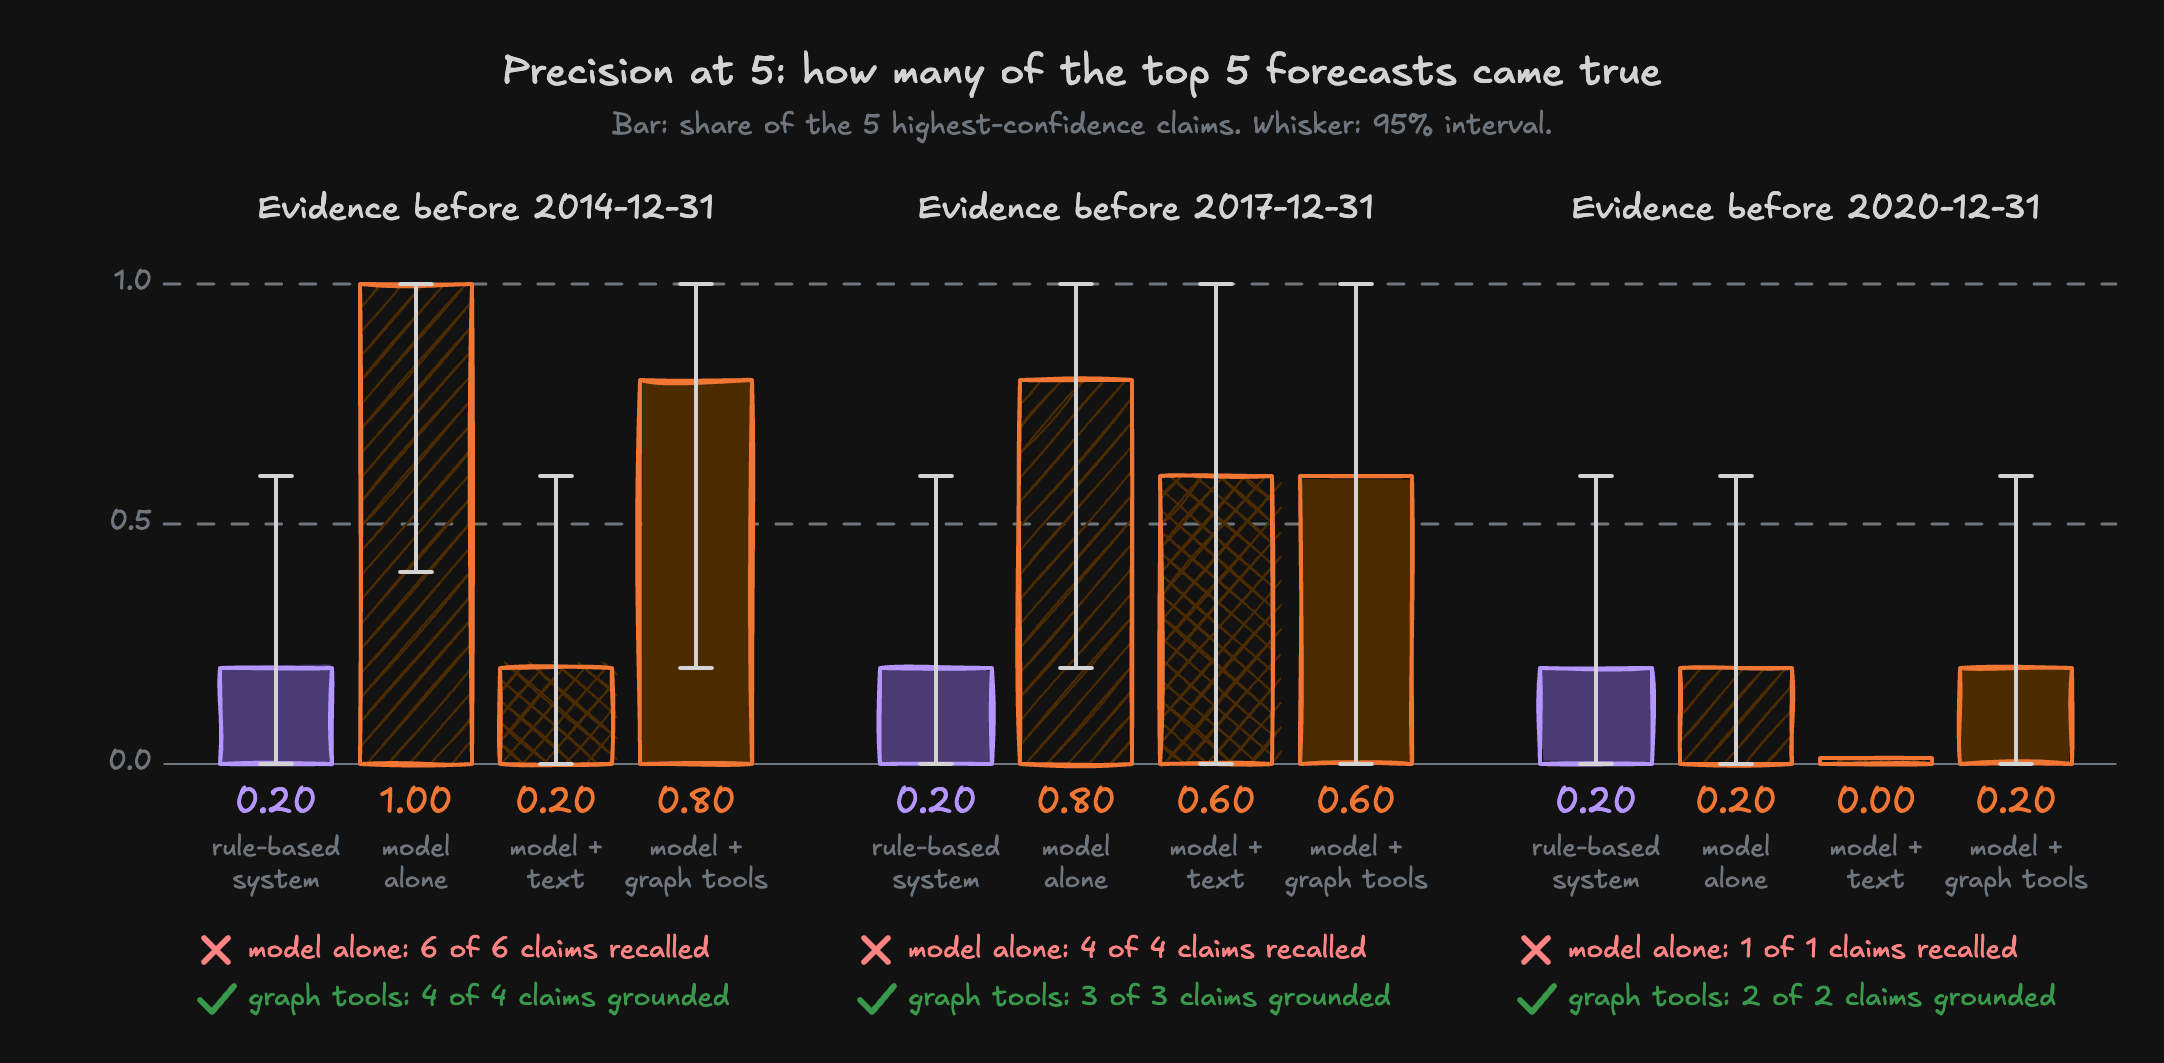 Precision at 5: how many of the top 5 forecasts came true
Bar: share of the 5 highest-confidence claims. Whisker: 95% interval.
Evidence before 2014-12-31
Evidence before 2017-12-31
Evidence before 2020-12-31
1.0
0.5
0.0
0.20
1.00
0.20
0.80
0.20
0.80
0.60
0.60
0.20
0.20
0.00
0.20
rule-based
system
model
alone
model +
text
model +
graph tools
rule-based
system
model
alone
model +
text
model +
graph tools
rule-based
system
model
alone
model +
text
model +
graph tools
model alone: 6 of 6 claims recalled
graph tools: 4 of 4 claims grounded
model alone: 4 of 4 claims recalled
graph tools: 3 of 3 claims grounded
model alone: 1 of 1 claims recalled
graph tools: 2 of 2 claims grounded